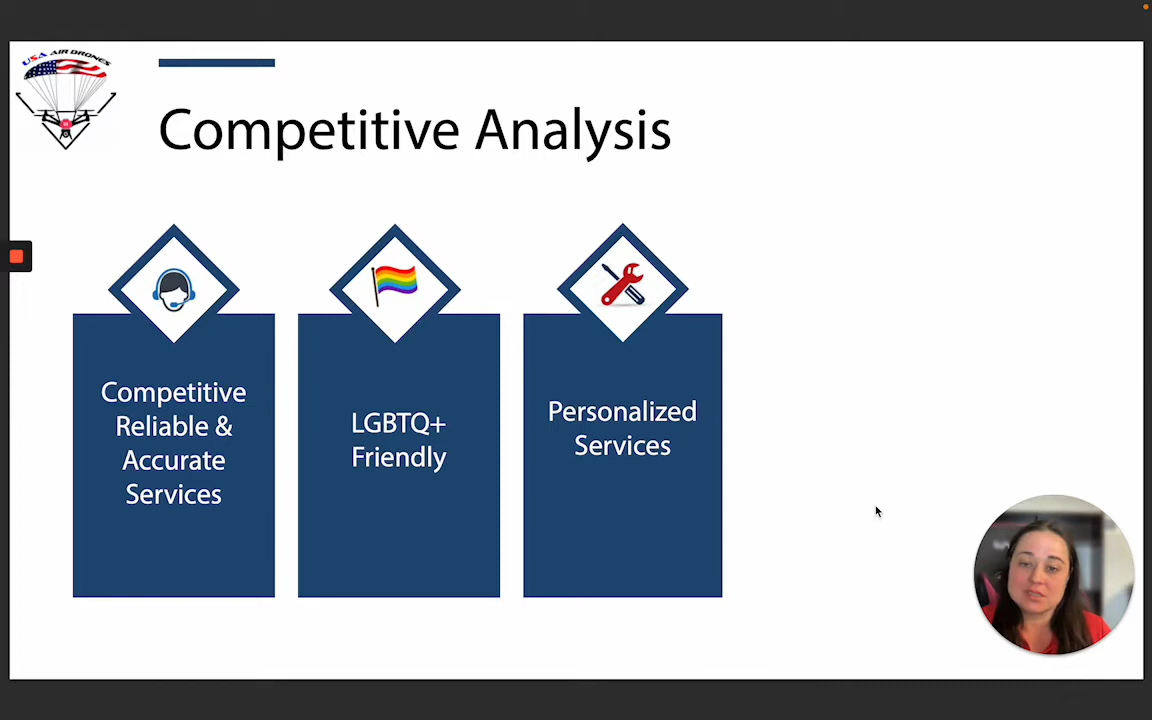 USA AIR DRONES
Competitive Analysis
Competitive
Reliable &
Accurate
Services
LGBTQ+
Friendly
Personalized
Services